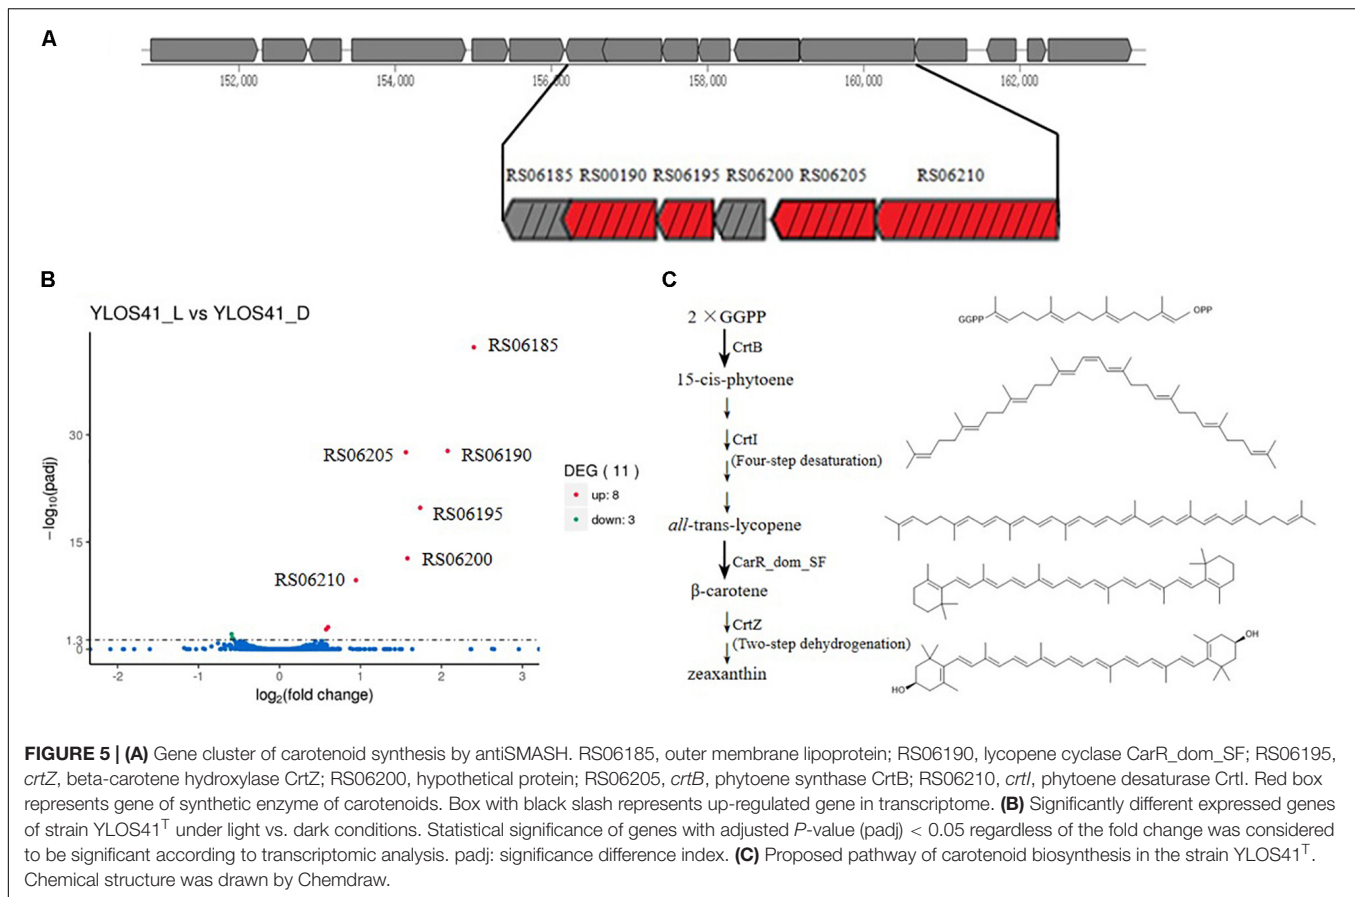 A
152,000 154,000 156,000 158,000 160,000 162,000
RS06185 RS00190 RS06195 RS06200 RS06205 RS06210
B
YLOS41_L vs YLOS41_D
RS06185
RS06205
RS06190
RS06195
RS06200
RS06210
30
15
1.3
0
-2 -1 0 1 2 3
−log10(padj)
log2(fold change)
DEG ( 11 )
up: 8
down: 3
C
2 ×GGPP
CrtB
15-cis-phytoene
CrtI
(Four-step desaturation)
all-trans-lycopene
CarR_dom_SF
β-carotene
CrtZ
(Two-step dehydrogenation)
zeaxanthin
GGPP
OPP
OH
HO
FIGURE 5 | (A) Gene cluster of carotenoid synthesis by antiSMASH. RS06185, outer membrane lipoprotein; RS06190, lycopene cyclase CarR_dom_SF; RS06195,
crtZ, beta-carotene hydroxylase CrtZ; RS06200, hypothetical protein; RS06205, crtB, phytoene synthase CrtB; RS06210, crtI, phytoene desaturase CrtI. Red box
represents gene of synthetic enzyme of carotenoids. Box with black slash represents up-regulated gene in transcriptome. (B) Significantly different expressed genes
of strain YLOS41T under light vs. dark conditions. Statistical significance of genes with adjusted P-value (padj) < 0.05 regardless of the fold change was considered
to be significant according to transcriptomic analysis. padj: significance difference index. (C) Proposed pathway of carotenoid biosynthesis in the strain YLOS41T.
Chemical structure was drawn by Chemdraw.